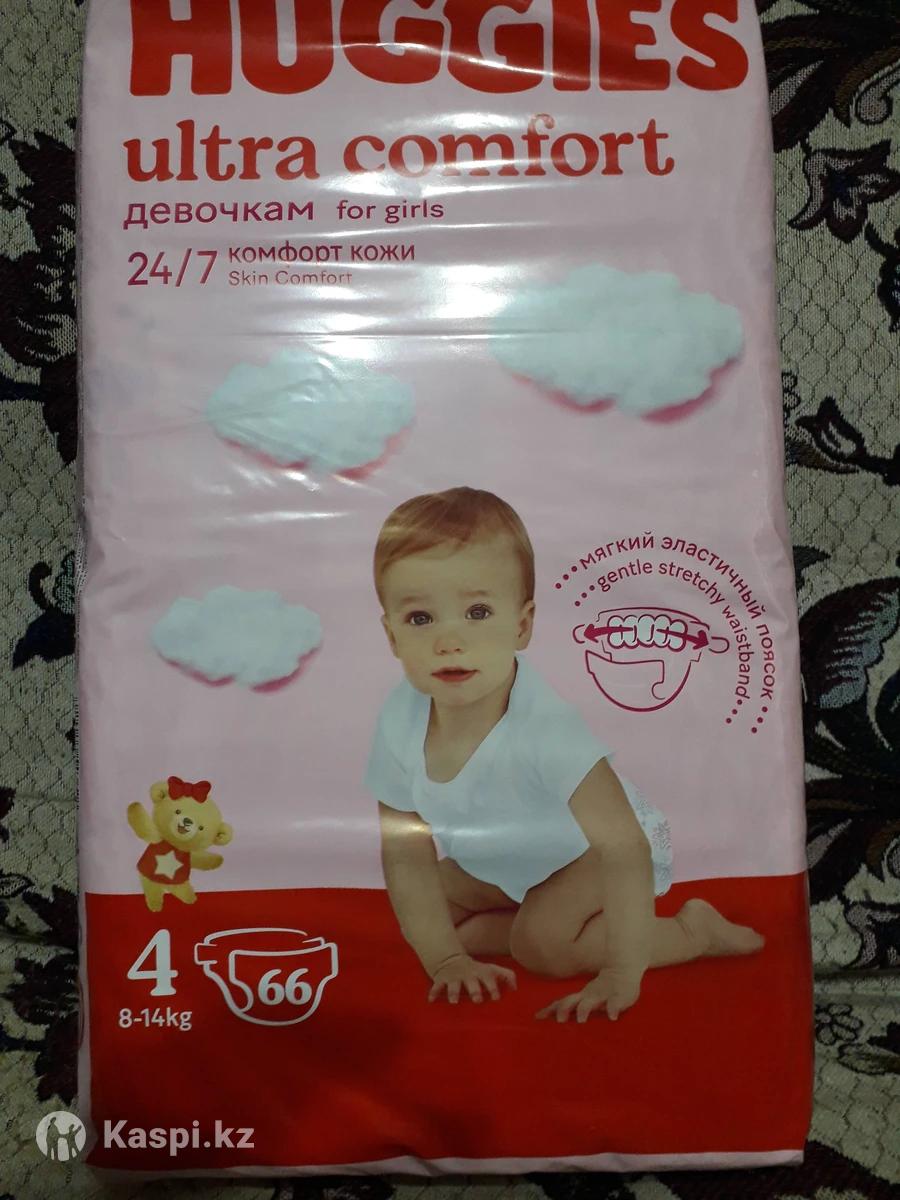 HUGGIES
ultra comfort
девочкам for girls
24/7 комфорт кожи
Skin Comfort
мягкий эластичный поясок
gentle stretchy waistband
4
66
8-14kg
Kaspi.kz